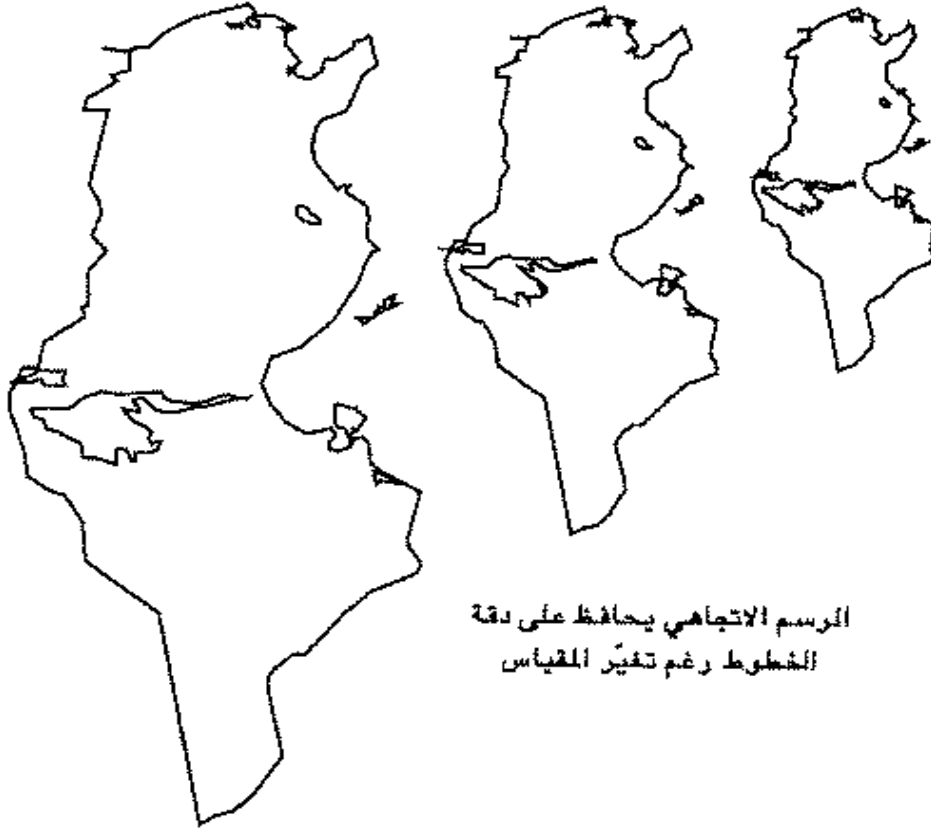 الرسم الاتجاهي يحافظ على دقة
الخطوط رغم تغيّر المقياس